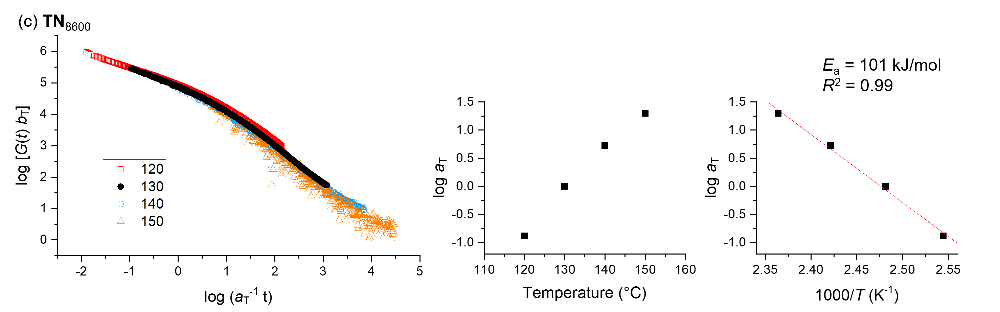 (c) TN8600
6
5
4
3
2
1
0
log [G(t) bT]
120
130
140
150
-2 -1 0 1 2 3 4 5
log (aT-1 t)
1.5
1.0
0.5
0.0
-0.5
-1.0
log aT
110 120 130 140 150 160
Temperature (°C)
Ea = 101 kJ/mol
R2 = 0.99
1.5
1.0
0.5
0.0
-0.5
-1.0
log aT
2.35 2.40 2.45 2.50 2.55
1000/T (K-1)